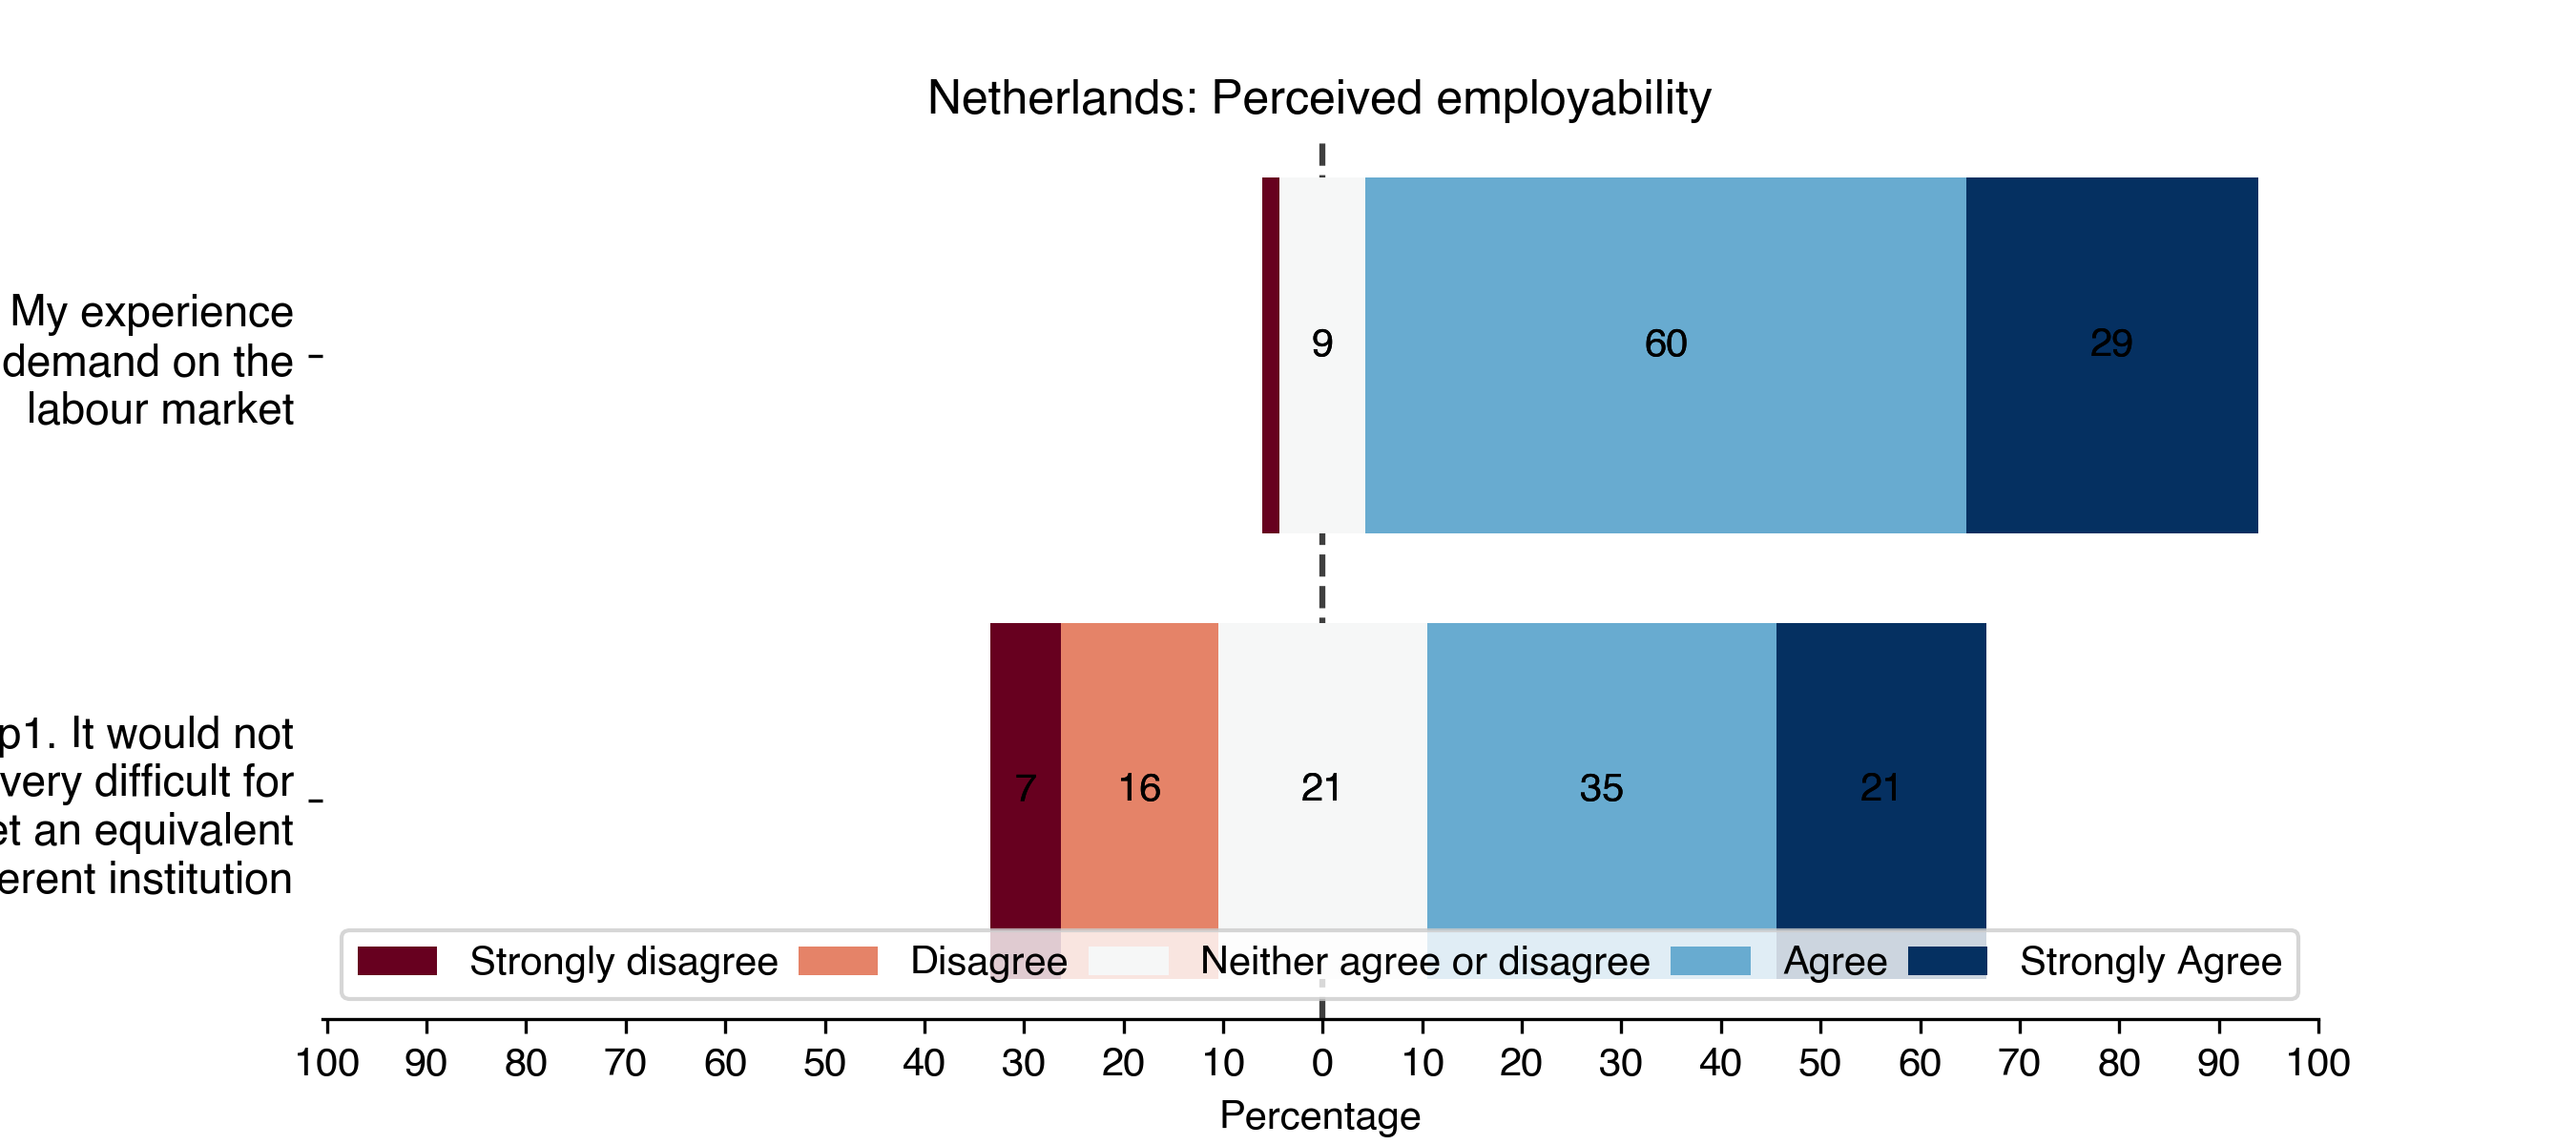 Netherlands: Perceived employability
My experience
demand on the
labour market
9 60 29
p1. It would not
very difficult for
et an equivalent
erent institution
7 16 21 35 21
Strongly disagree Disagree Neither agree or disagree Agree Strongly Agree
100 90 80 70 60 50 40 30 20 10 0 10 20 30 40 50 60 70 80 90 100
Percentage